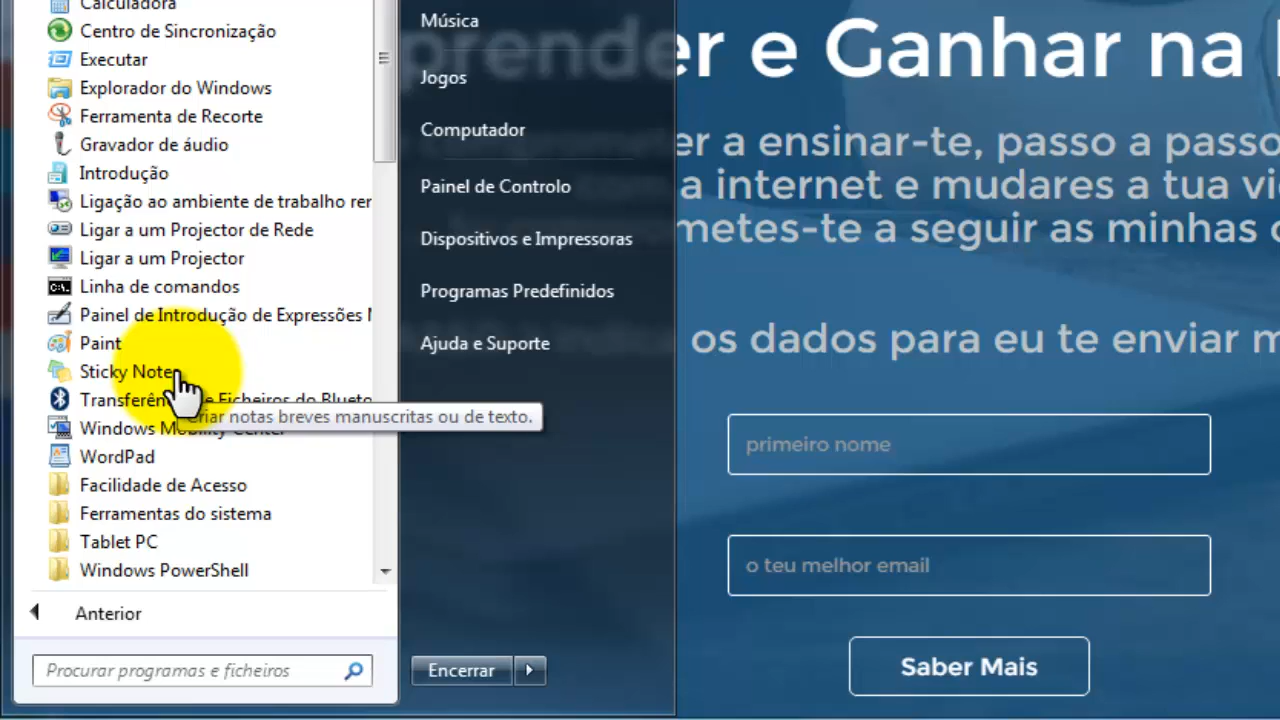 Calculadora
Centro de Sincronização
Executar
Explorador do Windows
Ferramenta de Recorte
Gravador de áudio
Introdução
Ligação ao ambiente de trabalho rer
Ligar a um Projector de Rede
Ligar a um Projector
Linha de comandos
Painel de Introdução de Expressões
Paint
Sticky Note
Criar notas breves manuscritas ou de texto.
e Ficheiros do Blueto
Windows Mobility Center
WordPad
Facilidade de Acesso
Ferramentas do sistema
Tablet PC
Windows PowerShell
Anterior
Procurar programas e ficheiros
Música
Jogos
Computador
Painel de Controlo
Dispositivos e Impressoras
Programas Predefinidos
Ajuda e Suporte
Encerrar
prender e Ganhar na
er a ensinar-te, passo a passo
a internet e mudares a tua vi
metes-te a seguir as minhas
os dados para eu te enviar m
primeiro nome
o teu melhor email
Saber Mais